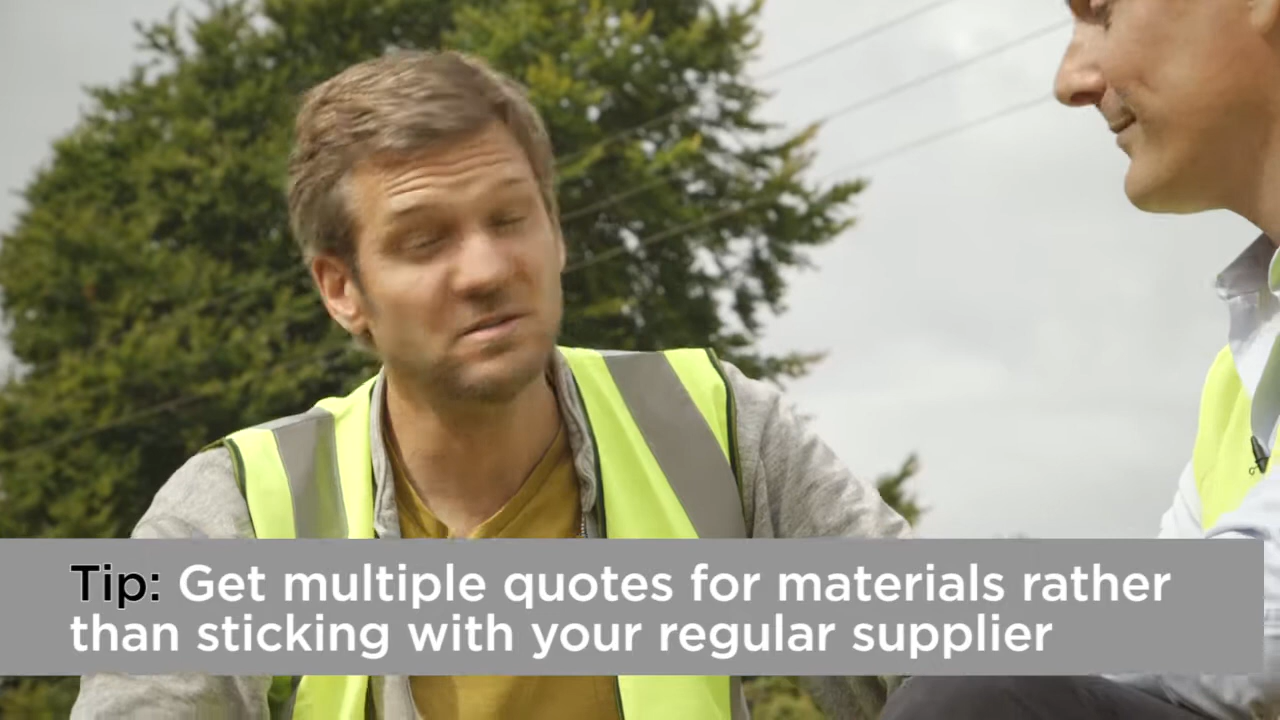 Tip: Get multiple quotes for materials rather
than sticking with your regular supplier